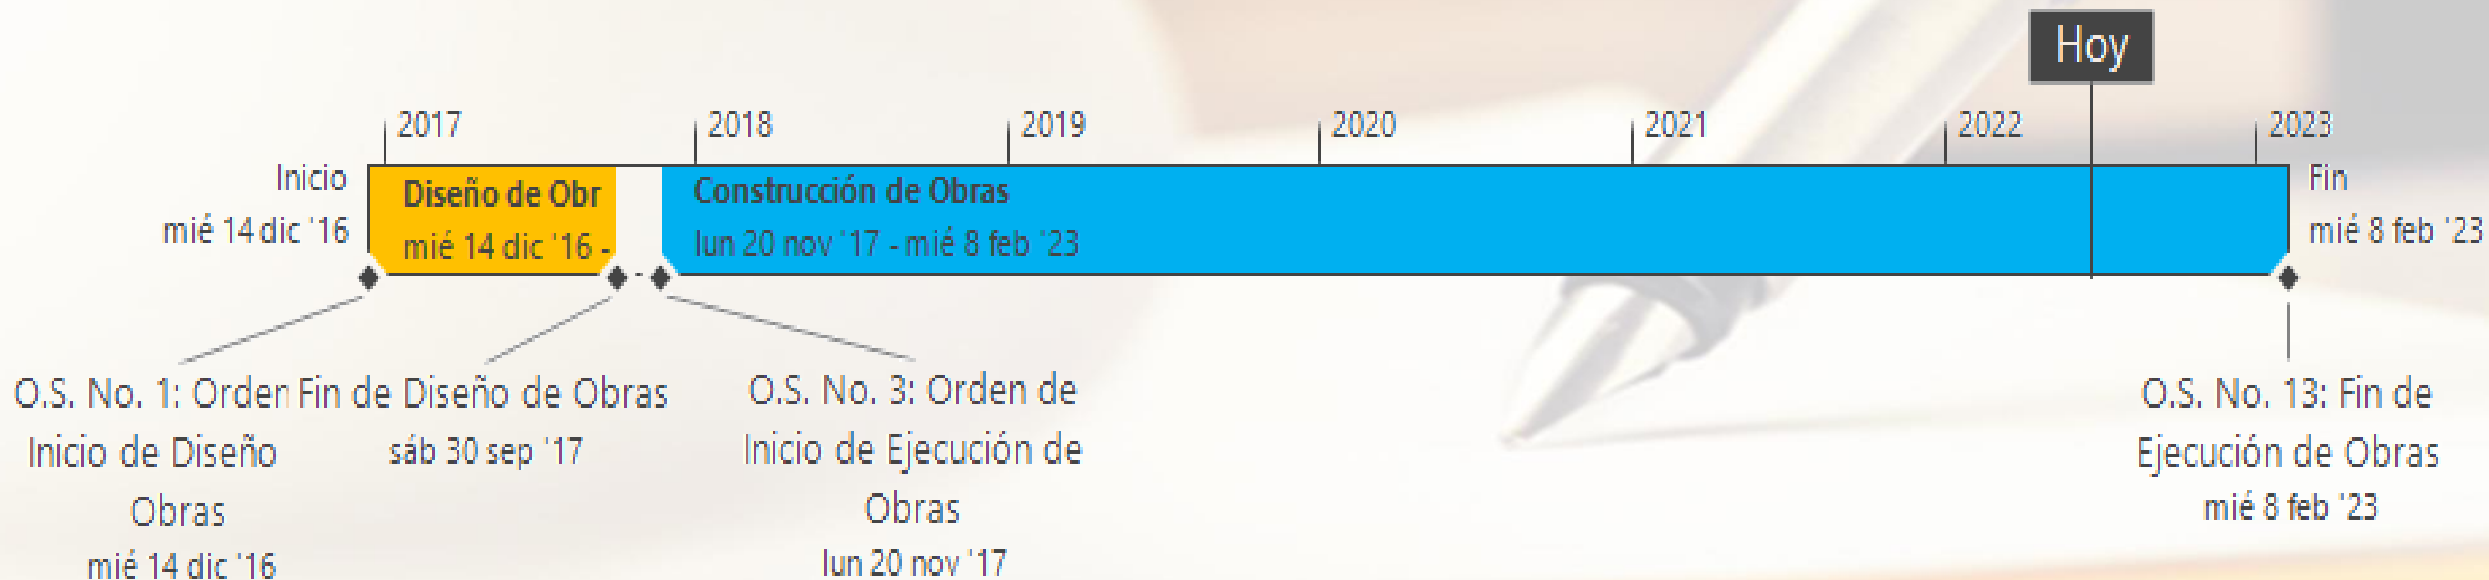 Hoy
2017
2018
2019
2020
2021
2022
2023
Inicio
mié 14 dic '16
Diseño de Obr
mié 14 dic '16 -
Construcción de Obras
lun 20 nov '17 - mié 8 feb '23
Fin
mié 8 feb '23
O.S. No. 1: Orden
Inicio de Diseño
Obras
mié 14 dic '16
Fin de Diseño de Obras
sáb 30 sep '17
O.S. No. 3: Orden de
Inicio de Ejecución de
Obras
lun 20 nov '17
O.S. No. 13: Fin de
Ejecución de Obras
mié 8 feb '23